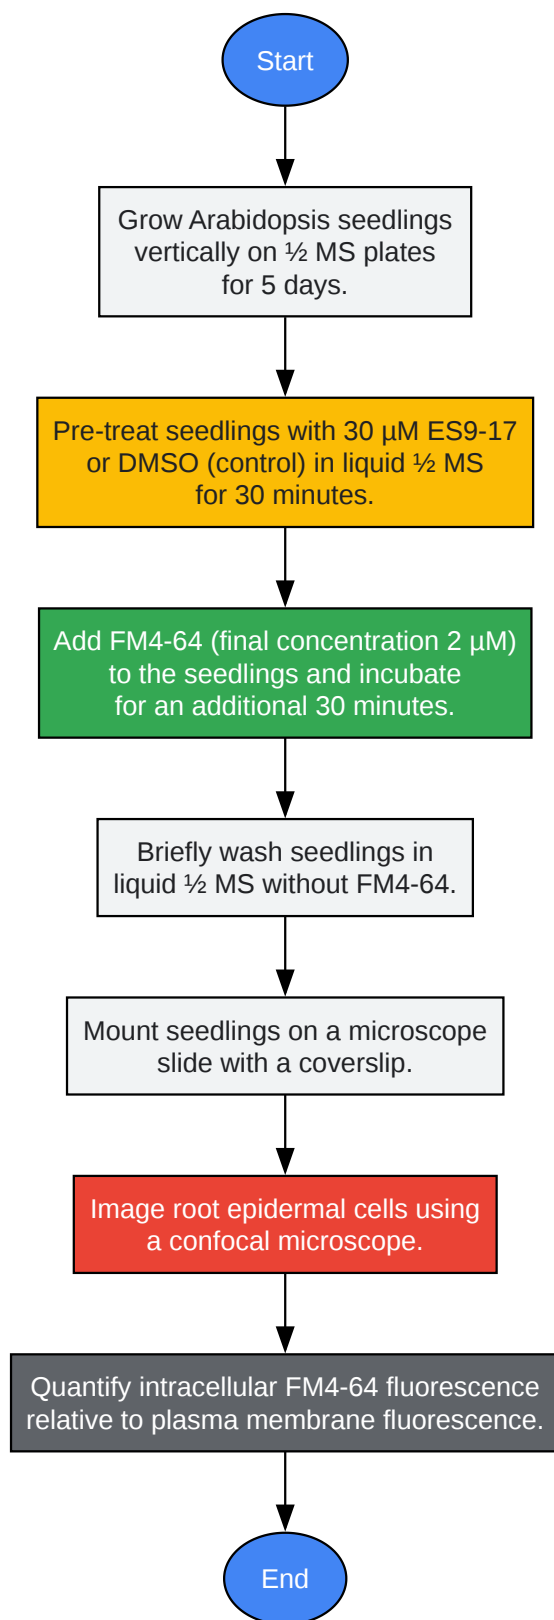 Start
Grow Arabidopsis seedlings
vertically on ½ MS plates
for 5 days.
Pre-treat seedlings with 30 µM ES9-17
or DMSO (control) in liquid ½ MS
for 30 minutes.
Add FM4-64 (final concentration 2 µM)
to the seedlings and incubate
for an additional 30 minutes.
Briefly wash seedlings in
liquid ½ MS without FM4-64.
Mount seedlings on a microscope
slide with a coverslip.
Image root epidermal cells using
a confocal microscope.
Quantify intracellular FM4-64 fluorescence
relative to plasma membrane fluorescence.
End